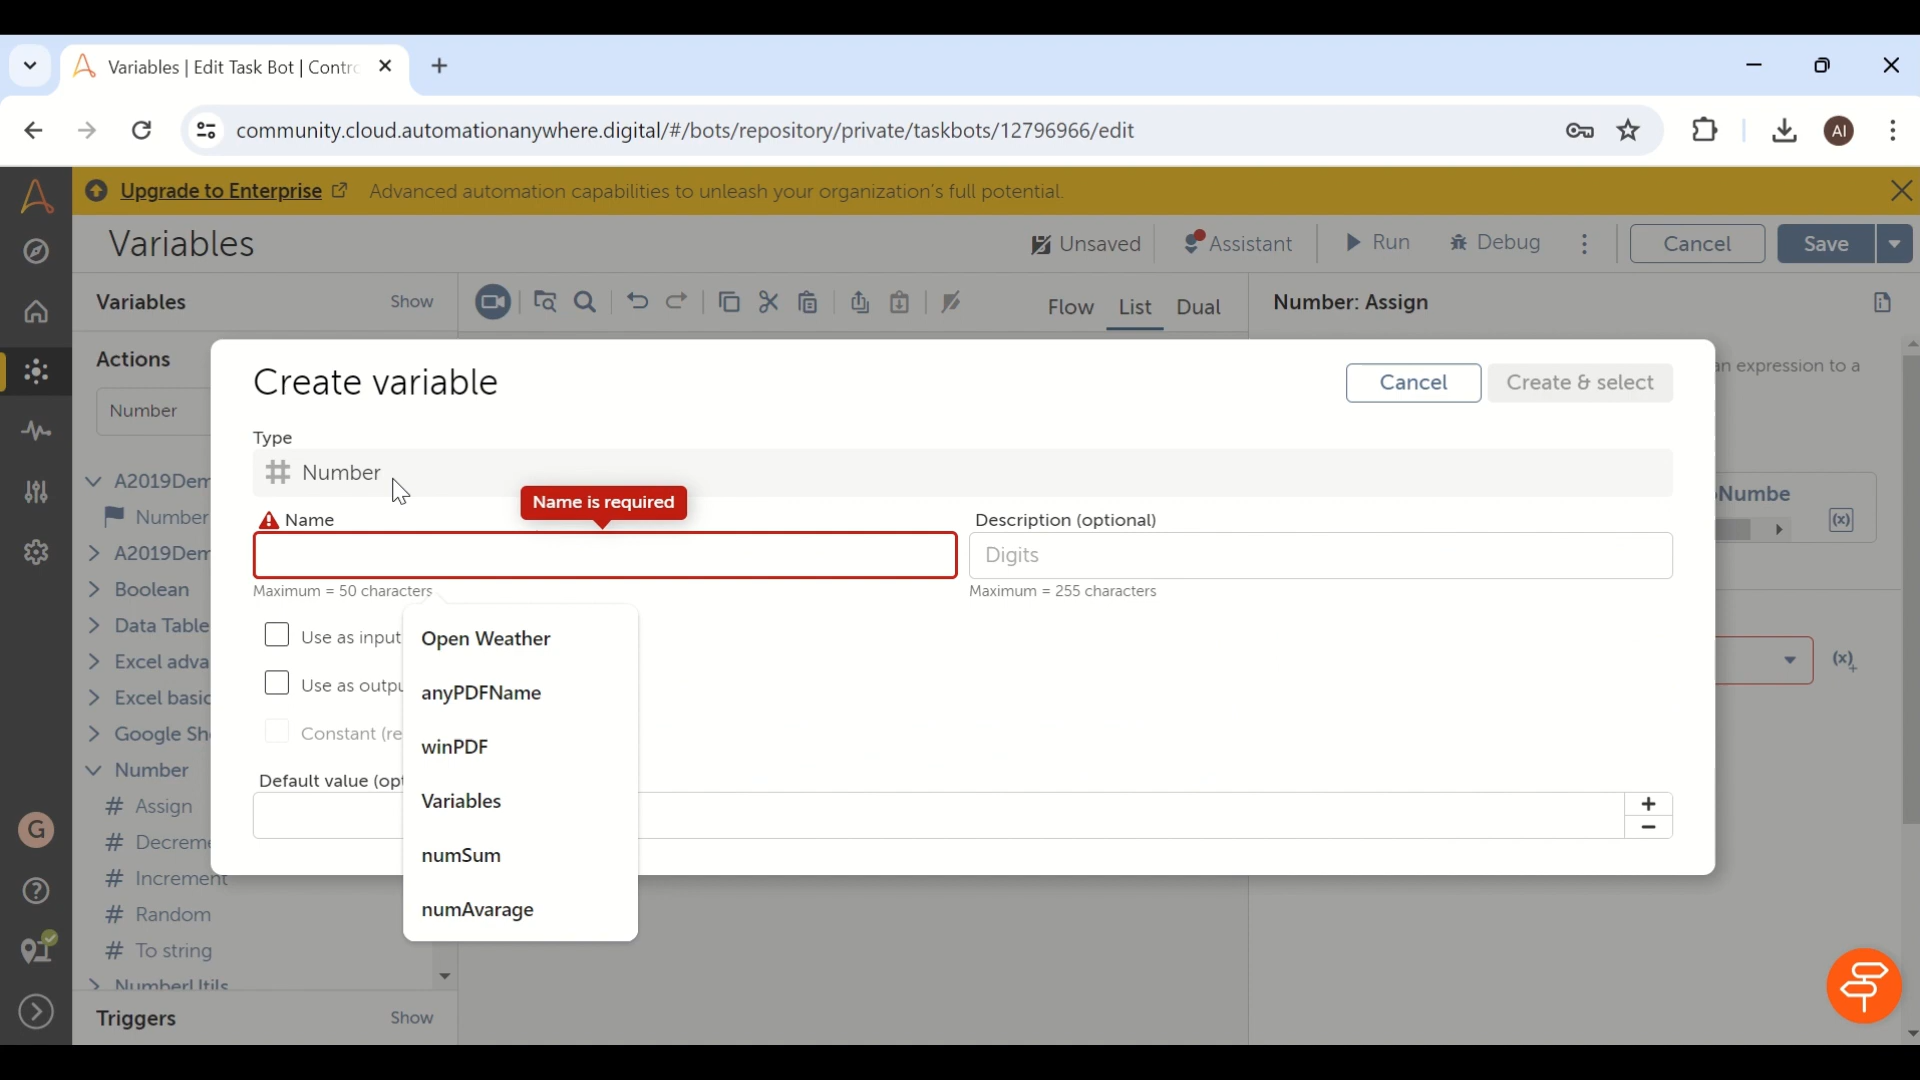 Variables | Edit Task Bot | Contro
community.cloud.automationanywhere.digital/#/bots/repository/private/taskbots/12796966/edit
AI
Upgrade to Enterprise Advanced automation capabilities to unleash your organization's full potential.
Variables
Unsaved
Assistant
Run
Debug
Cancel
Save
Variables
Show
Flow
List
Dual
Number: Assign
Actions
Number
an expression to a
Create variable
Cancel
Create & select
Type
# Number
Name is required
Name
Description (optional)
Digits
Maximum = 50 characters
Maximum = 255 characters
Use as input
Use as outpu
Constant (re
Default value (opt
+
−
Open Weather
anyPDFName
winPDF
Variables
numSum
numAvarage
A2019Dem
Number
A2019Dem
Boolean
Data Table
Excel adva
Excel basic
Google She
Number
# Assign
# Decreme
# Increment
# Random
# To string
NumberUtils
Numbe
(x)
(x)+
G
Triggers
Show